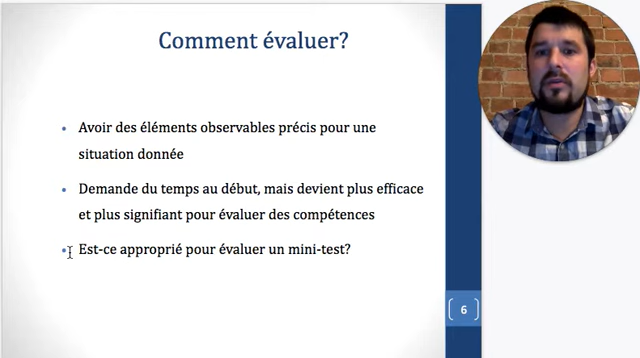 Comment évaluer?
• Avoir des éléments observables précis pour une
situation donnée
• Demande du temps au début, mais devient plus efficace
et plus signifiant pour évaluer des compétences
• Est-ce approprié pour évaluer un mini-test?
6